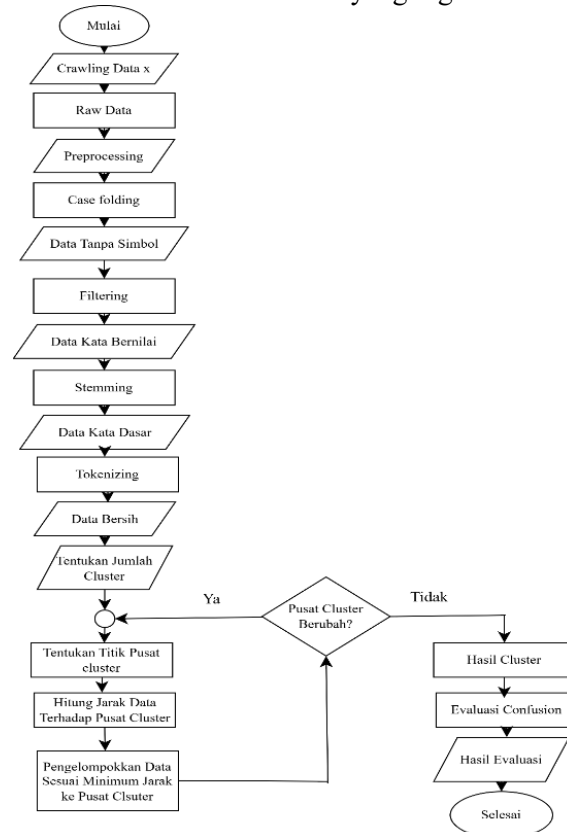 Mulai
Crawling Data x
Raw Data
Preprocessing
Case folding
Data Tanpa Simbol
Filtering
Data Kata Bernilai
Stemming
Data Kata Dasar
Tokenizing
Data Bersih
Tentukan Jumlah
Cluster
Tentukan Titik Pusat
cluster
Hitung Jarak Data
Terhadap Pusat Cluster
Pengelompokkan Data
Sesuai Minimum Jarak
ke Pusat Clsuter
Ya
Pusat Cluster
Berubah?
Tidak
Hasil Cluster
Evaluasi Confusion
Hasil Evaluasi
Selesai